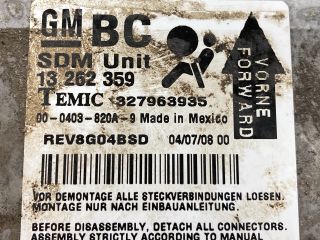 GM BC
SDM Unit
13 262 359
TEMIC *327963935
VORNE
FORWARD
00-0403-820A-9 Made in Mexico
REV8G04BSD 04/07/08 00
VOR DEMONTAGE ALLE STECKVERBINDUNGEN LOESEN.
MONTAGE NUR NACH EINBAUANLEITUNG.
BEFORE DISASSEMBLY, DETACH ALL CONNECTORS.
ASSEMBLY STRICTLY ACCORDING TO MANUAL